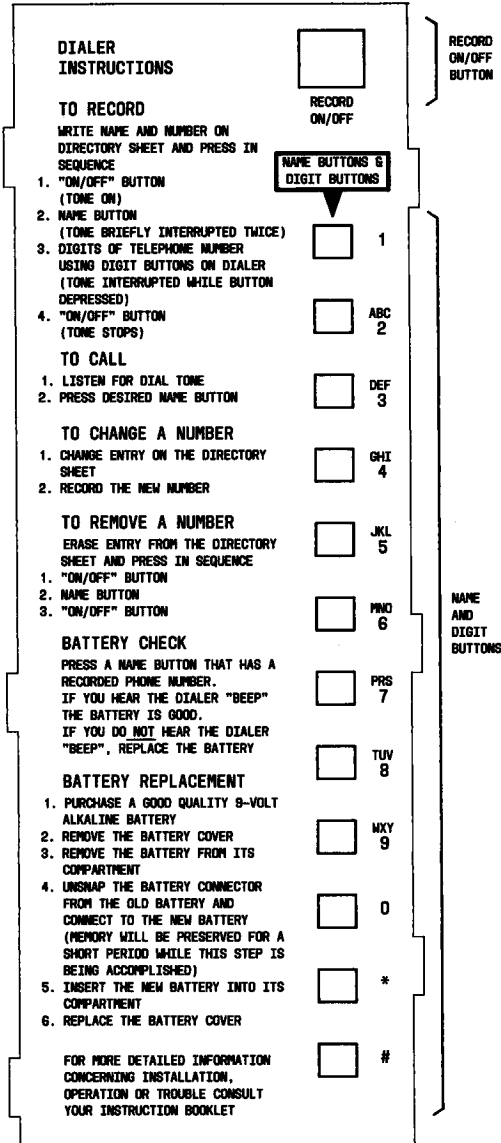 DIALER
INSTRUCTIONS
RECORD
ON/OFF
RECORD
ON/OFF
BUTTON
TO RECORD
WRITE NAME AND NUMBER ON
DIRECTORY SHEET AND PRESS IN
SEQUENCE
1. "ON/OFF" BUTTON
(TONE ON)
2. NAME BUTTON
(TONE BRIEFLY INTERRUPTED TWICE)
3. DIGITS OF TELEPHONE NUMBER
USING DIGIT BUTTONS ON DIALER
(TONE INTERRUPTED WHILE BUTTON
DEPRESSED)
4. "ON/OFF" BUTTON
(TONE STOPS)
TO CALL
1. LISTEN FOR DIAL TONE
2. PRESS DESIRED NAME BUTTON
TO CHANGE A NUMBER
1. CHANGE ENTRY ON THE DIRECTORY
SHEET
2. RECORD THE NEW NUMBER
TO REMOVE A NUMBER
ERASE ENTRY FROM THE DIRECTORY
SHEET AND PRESS IN SEQUENCE
1. "ON/OFF" BUTTON
2. NAME BUTTON
3. "ON/OFF" BUTTON
BATTERY CHECK
PRESS A NAME BUTTON THAT HAS A
RECORDED PHONE NUMBER.
IF YOU HEAR THE DIALER "BEEP"
THE BATTERY IS GOOD.
IF YOU DO NOT HEAR THE DIALER
"BEEP", REPLACE THE BATTERY
BATTERY REPLACEMENT
1. PURCHASE A GOOD QUALITY 9-VOLT
ALKALINE BATTERY
2. REMOVE THE BATTERY COVER
3. REMOVE THE BATTERY FROM ITS
COMPARTMENT
4. UNSNAP THE BATTERY CONNECTOR
FROM THE OLD BATTERY AND
CONNECT TO THE NEW BATTERY
(MEMORY WILL BE PRESERVED FOR A
SHORT PERIOD WHILE THIS STEP IS
BEING ACCOMPLISHED)
5. INSERT THE NEW BATTERY INTO ITS
COMPARTMENT
6. REPLACE THE BATTERY COVER
FOR MORE DETAILED INFORMATION
CONCERNING INSTALLATION,
OPERATION OR TROUBLE CONSULT
YOUR INSTRUCTION BOOKLET
NAME BUTTONS &
DIGIT BUTTONS
1
ABC
2
DEF
3
GHI
4
JKL
5
MNO
6
PRS
7
TUV
8
WXY
9
0
*
#
NAME
AND
DIGIT
BUTTONS